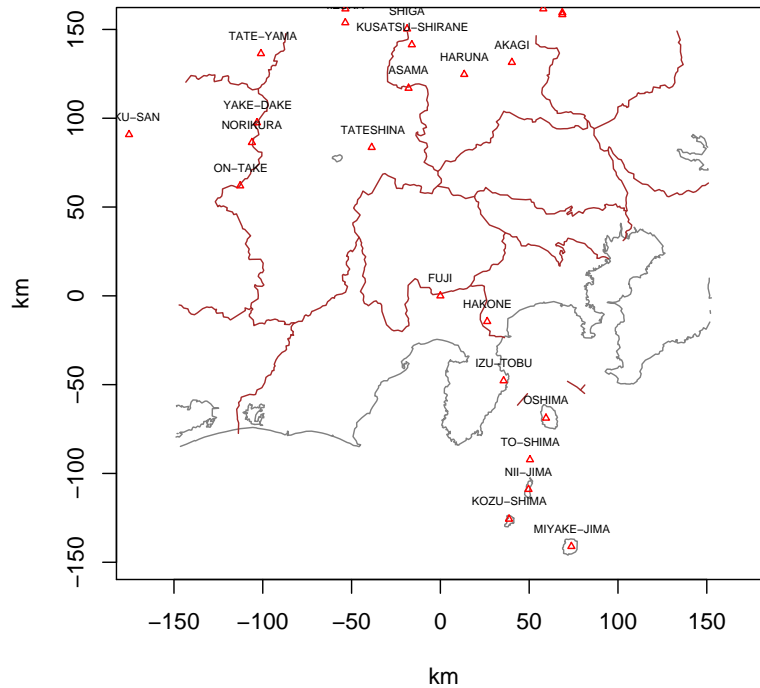 SHIGA
KUSATSU−SHIRANE
TATE−YAMA
AKAGI
HARUNA
ASAMA
YAKE−DAKE
KU−SAN
NORIKURA
TATESHINA
ON−TAKE
FUJI
HAKONE
IZU−TOBU
OSHIMA
TO−SHIMA
NII−JIMA
KOZU−SHIMA
MIYAKE−JIMA
150
100
50
0
−50
−100
−150
km
−150 −100 −50 0 50 100 150
km